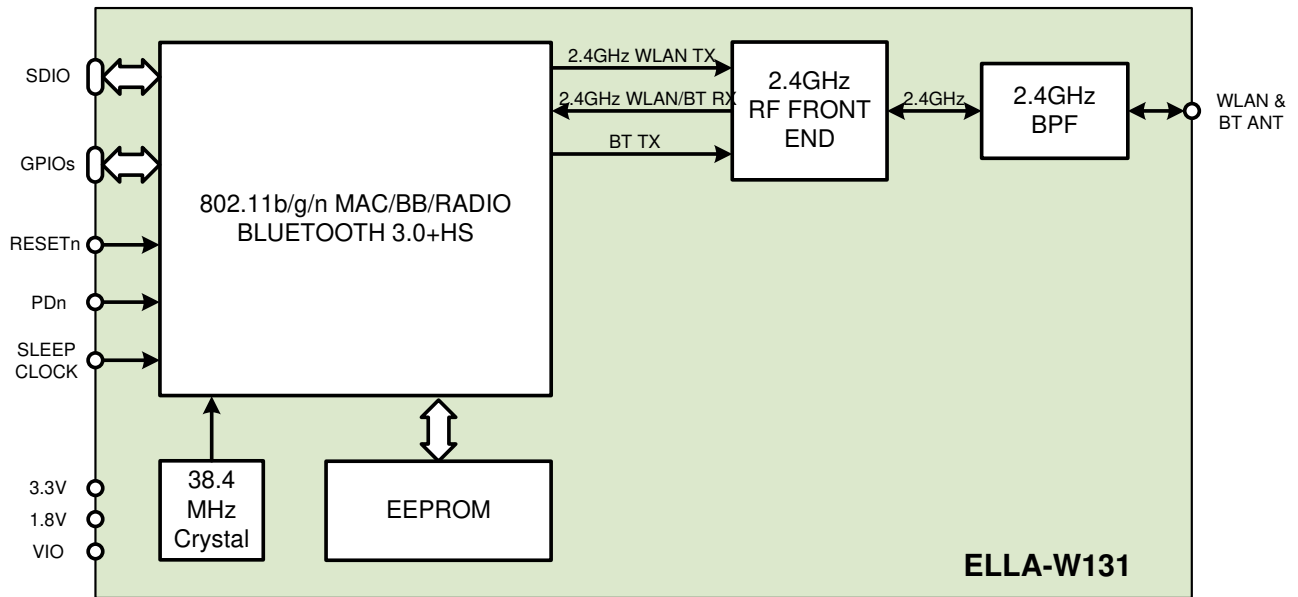 SDIO
GPIOs
RESETn
PDn
SLEEP
CLOCK
3.3V
1.8V
VIO
802.11b/g/n MAC/BB/RADIO
BLUETOOTH 3.0+HS
38.4
MHz
Crystal
EEPROM
2.4GHz WLAN TX
2.4GHz WLAN/BT RX
BT TX
2.4GHz
RF FRONT
END
2.4GHz
2.4GHz
BPF
WLAN &
BT ANT
ELLA-W131